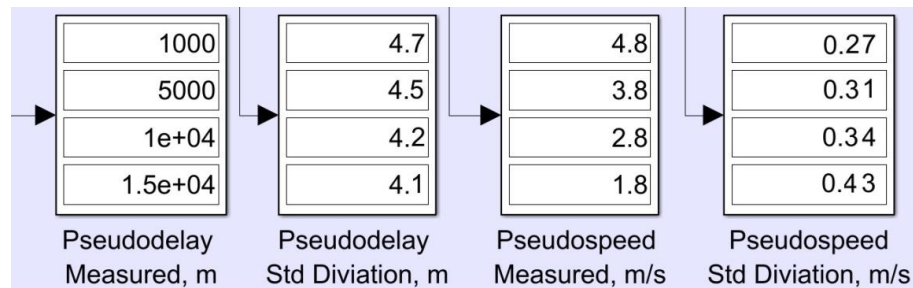 1000
5000
1e+04
1.5e+04
Pseudodelay
Measured, m
4.7
4.5
4.2
4.1
Pseudodelay
Std Diviation, m
4.8
3.8
2.8
1.8
Pseudospeed
Measured, m/s
0.27
0.31
0.34
0.43
Pseudospeed
Std Diviation, m/s